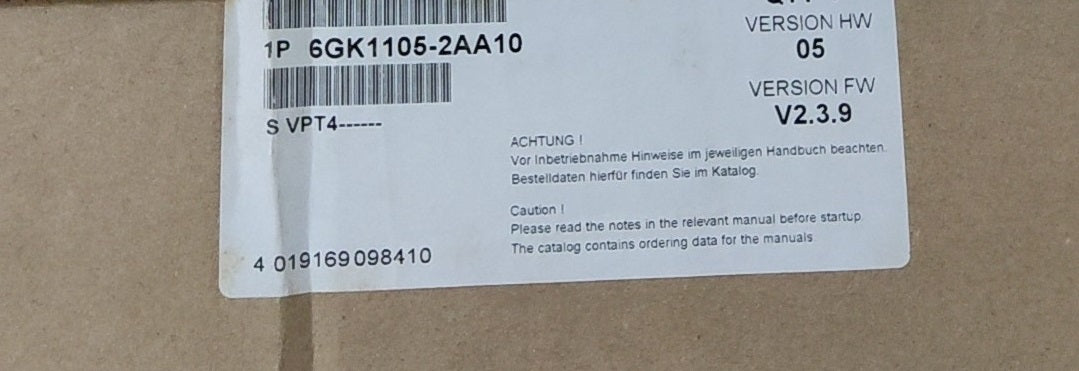 1P 6GK1105-2AA10
VERSION HW
05
VERSION FW
V2.3.9
S VPT4------
ACHTUNG !
Vor Inbetriebnahme Hinweise im jeweiligen Handbuch beachten.
Bestelldaten hierfür finden Sie im Katalog.
Caution !
Please read the notes in the relevant manual before startup.
The catalog contains ordering data for the manuals
4 019169 098410